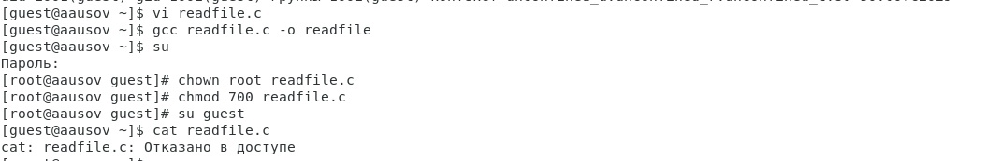 [guest@aausov ~]$ vi readfile.c
[guest@aausov ~]$ gcc readfile.c -o readfile
[guest@aausov ~]$ su
Пароль:
[root@aausov guest]# chown root readfile.c
[root@aausov guest]# chmod 700 readfile.c
[root@aausov guest]# su guest
[guest@aausov ~]$ cat readfile.c
cat: readfile.c: Отказано в доступе